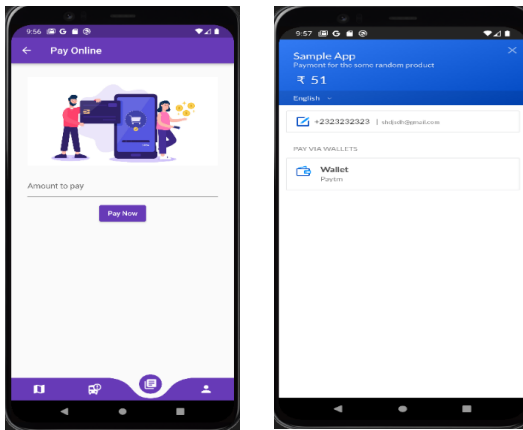 9:56 G
Pay Online
Amount to pay
Pay Now
9:57 G
Sample App
Payment for the some random product
₹ 51
English
+2323232323 |
PAY VIA WALLETS
Wallet
Paytm